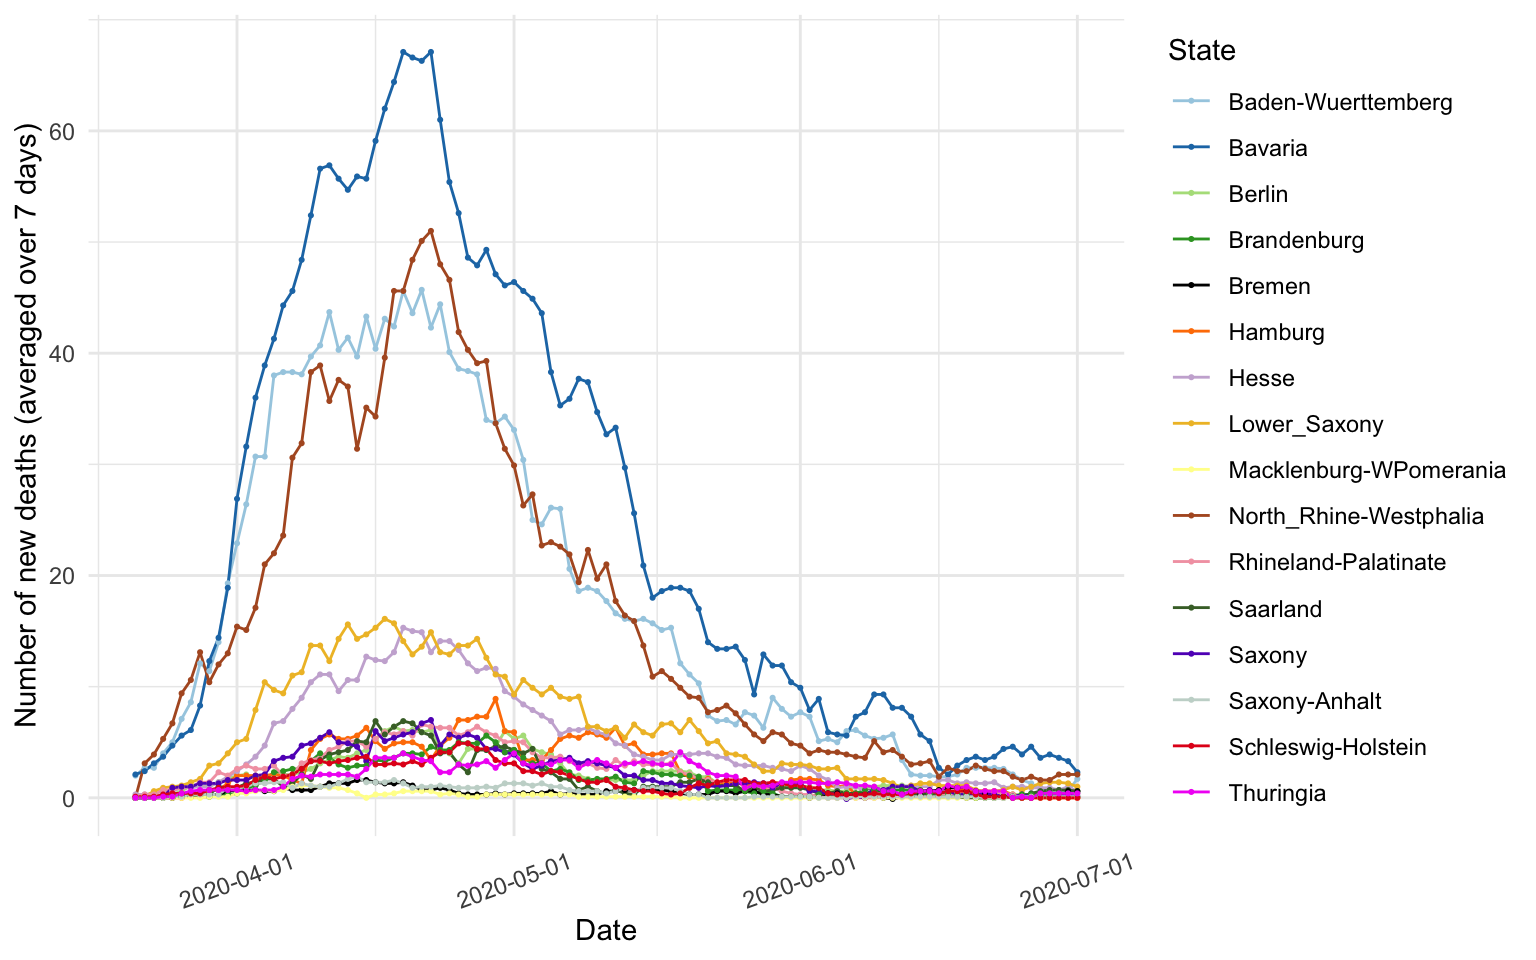 Number of new deaths (averaged over 7 days)
60
40
20
0
2020-04-01
2020-05-01
2020-06-01
2020-07-01
Date
State
Baden-Wuerttemberg
Bavaria
Berlin
Brandenburg
Bremen
Hamburg
Hesse
Lower_Saxony
Macklenburg-WPomerania
North_Rhine-Westphalia
Rhineland-Palatinate
Saarland
Saxony
Saxony-Anhalt
Schleswig-Holstein
Thuringia